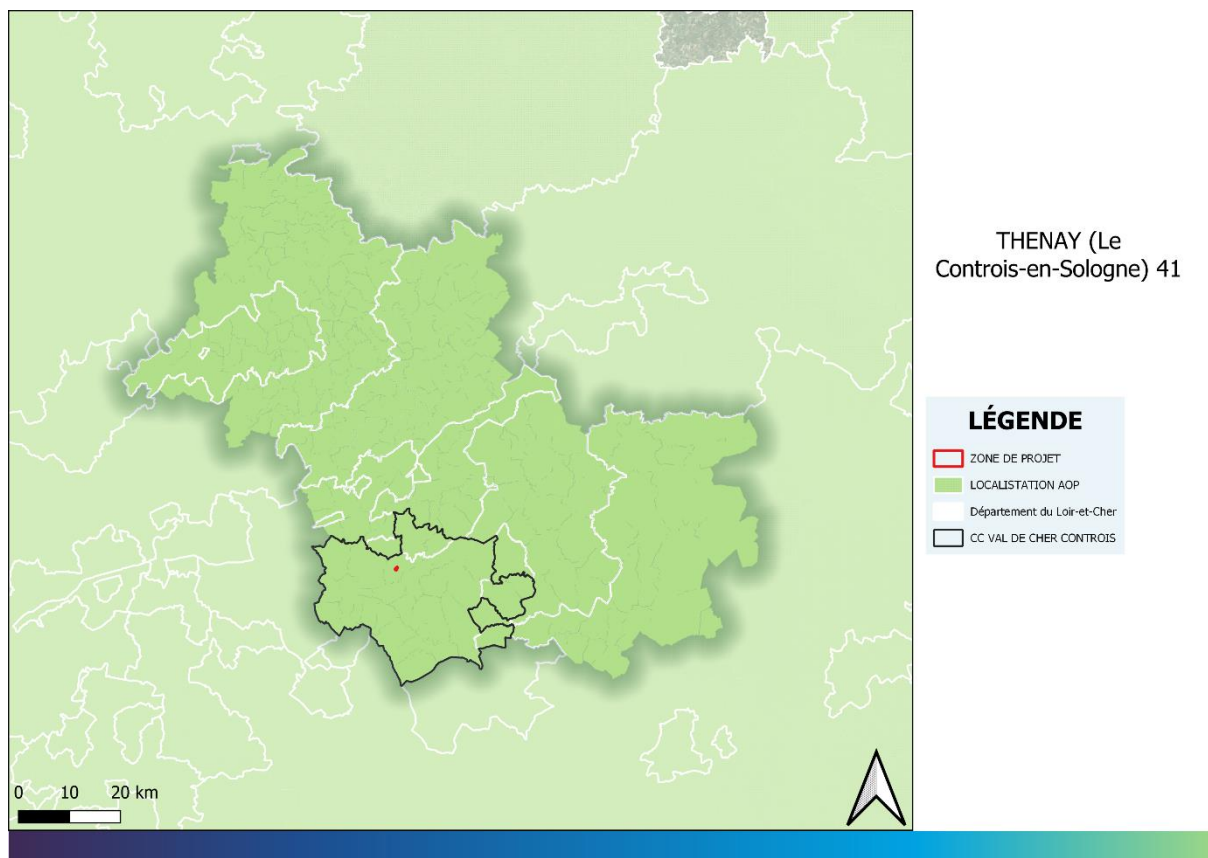 THENAY (Le
Controis-en-Sologne) 41
LÉGENDE
ZONE DE PROJET
LOCALISTATION AOP
Département du Loir-et-Cher
CC VAL DE CHER CONTROIS
0 10 20 km